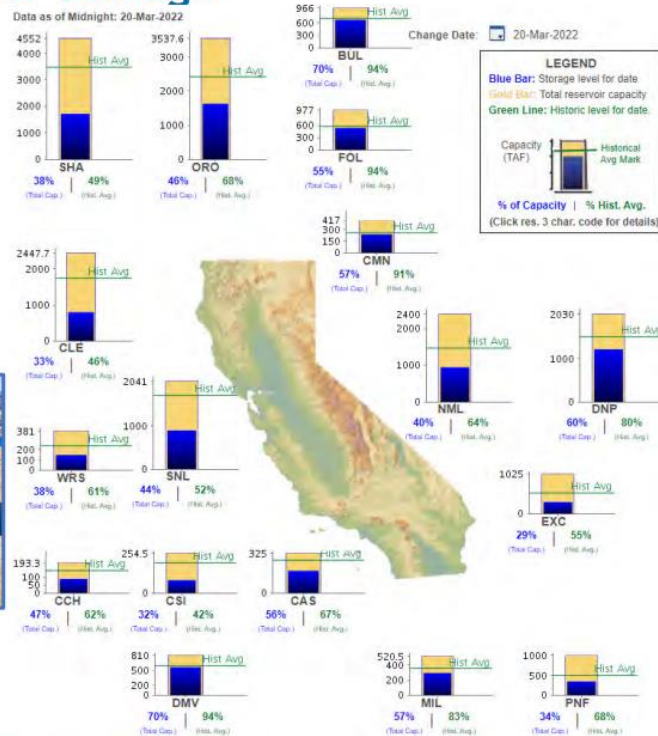 Data as of Midnight: 20-Mar-2022
Change Date: 20-Mar-2022
4552
4000
3000
2000
1000
0
Hist Avg
SHA
38% | 49%
(Total Cap.) (Hist. Avg.)
3537.6
3000
2000
1000
0
Hist Avg
ORO
46% | 68%
(Total Cap.) (Hist. Avg.)
966
600
300
0
Hist Avg
BUL
70% | 94%
(Total Cap.) (Hist. Avg.)
977
600
300
0
Hist Avg
FOL
55% | 94%
(Total Cap.) (Hist. Avg.)
LEGEND
Blue Bar: Storage level for date
Gold Bar: Total reservoir capacity
Green Line: Historic level for date.
Capacity
(TAF)
Historical
Avg Mark
% of Capacity | % Hist. Avg.
(Click res. 3 char. code for details)
417
300
150
0
Hist Avg
CMN
57% | 91%
(Total Cap.) (Hist. Avg.)
2447.7
2000
1000
0
Hist Avg
CLE
33% | 46%
(Total Cap.) (Hist. Avg.)
2400
2000
1000
0
Hist Avg
NML
40% | 64%
(Total Cap.) (Hist. Avg.)
2030
1000
0
DNP
60% | 80%
(Total Cap.) (Hist. Avg.)
381
200
100
0
Hist Avg
WRS
38% | 61%
(Total Cap.) (Hist. Avg.)
2041
1000
0
Hist Avg
SNL
44% | 52%
(Total Cap.) (Hist. Avg.)
1025
0
Hist Avg
EXC
29% | 55%
(Total Cap.) (Hist. Avg.)
193.3
100
50
0
Hist Avg
CCH
47% | 62%
(Total Cap.) (Hist. Avg.)
254.5
0
Hist Avg
CSI
32% | 42%
(Total Cap.) (Hist. Avg.)
325
0
Hist Avg
CAS
56% | 67%
(Total Cap.) (Hist. Avg.)
810
500
200
0
Hist Avg
DMV
70% | 94%
(Total Cap.) (Hist. Avg.)
520.5
400
200
0
Hist Avg
MIL
57% | 83%
(Total Cap.) (Hist. Avg.)
1000
500
0
Hist Avg
PNF
34% | 68%
(Total Cap.) (Hist. Avg.)